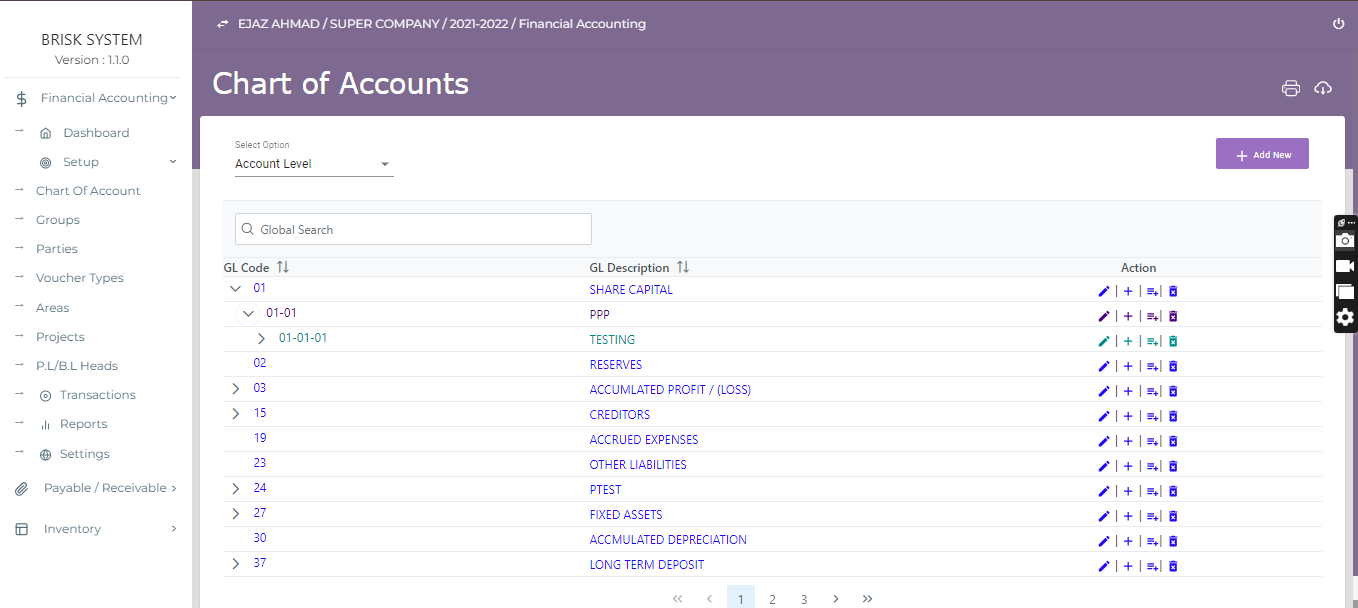 BRISK SYSTEM
Version : 1.1.0
Financial Accounting
Dashboard
Setup
Chart Of Account
Groups
Parties
Voucher Types
Areas
Projects
P.L/B.L Heads
Transactions
Reports
Settings
Payable / Receivable
Inventory
EJAZ AHMAD / SUPER COMPANY / 2021-2022 / Financial Accounting
Chart of Accounts
Select Option
Account Level
Add New
Global Search
GL Code GL Description Action
01 SHARE CAPITAL
01-01 PPP
01-01-01 TESTING
02 RESERVES
03 ACCUMLATED PROFIT / (LOSS)
15 CREDITORS
19 ACCRUED EXPENSES
23 OTHER LIABILITIES
24 PTEST
27 FIXED ASSETS
30 ACCMULATED DEPRECIATION
37 LONG TERM DEPOSIT
1 2 3